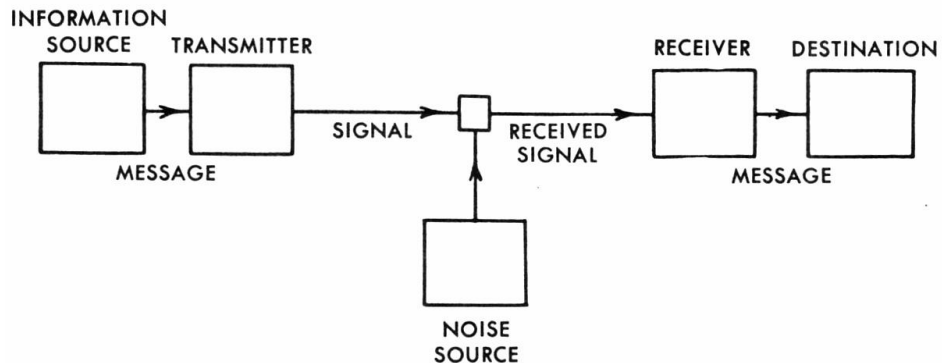 INFORMATION
SOURCE
TRANSMITTER
RECEIVER
DESTINATION
SIGNAL
RECEIVED
SIGNAL
MESSAGE
MESSAGE
NOISE
SOURCE